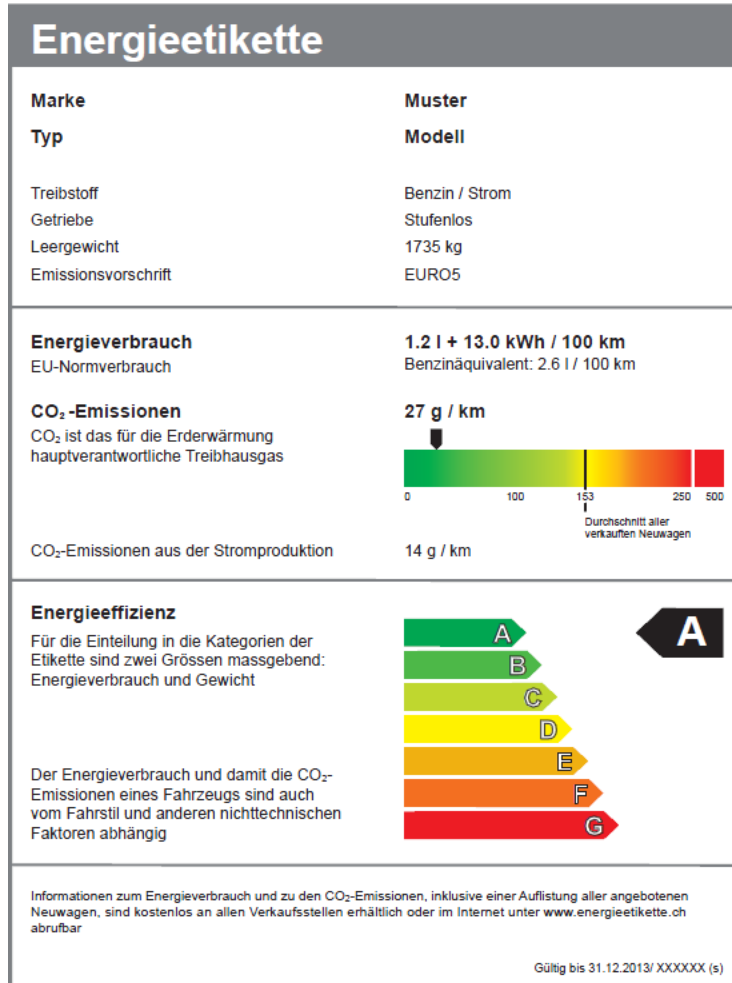 Energieetikette
Marke Muster
Typ Modell
Treibstoff Benzin / Strom
Getriebe Stufenlos
Leergewicht 1735 kg
Emissionsvorschrift EURO5
Energieverbrauch 1.2 l + 13.0 kWh / 100 km
EU-Normverbrauch Benzinäquivalent: 2.6 l / 100 km
CO₂-Emissionen 27 g / km
CO₂ ist das für die Erderwärmung
hauptverantwortliche Treibhausgas
0 100 153 250 500
Durchschnitt aller
verkauften Neuwagen
CO₂-Emissionen aus der Stromproduktion 14 g / km
Energieeffizienz
Für die Einteilung in die Kategorien der
Etikette sind zwei Grössen massgebend:
Energieverbrauch und Gewicht
Der Energieverbrauch und damit die CO₂-
Emissionen eines Fahrzeugs sind auch
vom Fahrstil und anderen nichttechnischen
Faktoren abhängig
A A
B
C
D
E
F
G
Informationen zum Energieverbrauch und zu den CO₂-Emissionen, inklusive einer Auflistung aller angebotenen
Neuwagen, sind kostenlos an allen Verkaufsstellen erhältlich oder im Internet unter www.energieetikette.ch
abrufbar
Gültig bis 31.12.2013/ XXXXXX (s)